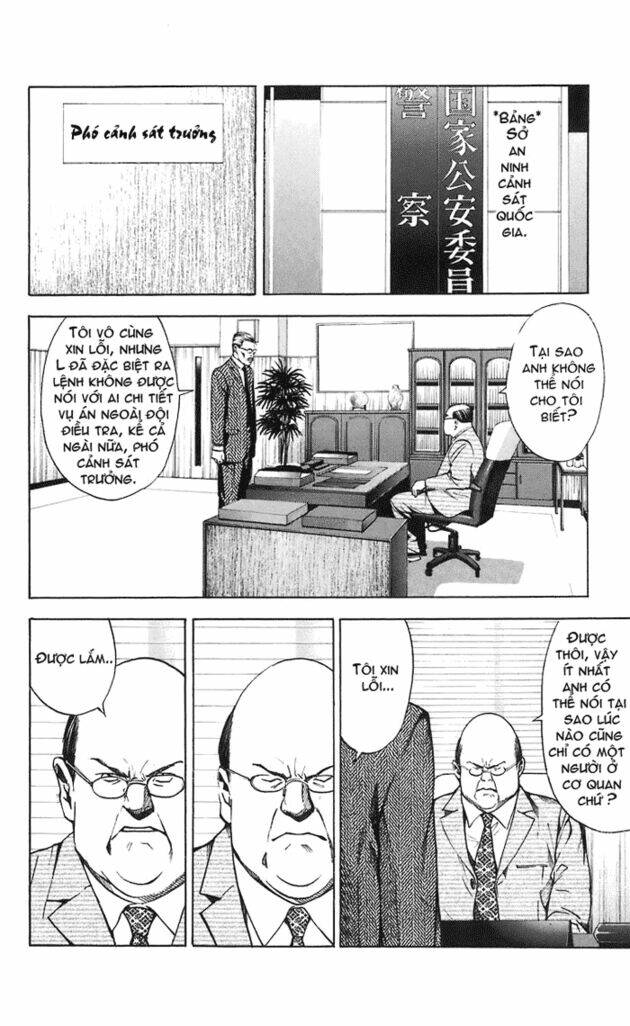 国家公安委員
警察
*BẢNG*
SỞ
AN
NINH
CẢNH
SÁT
QUỐC
GIA.
Phó cảnh sát trưởng
TẠI SAO
ANH KHÔNG
THỂ NÓI
CHO TÔI
BIẾT?
TÔI VÔ CÙNG
XIN LỖI, NHƯNG
L ĐÃ ĐẶC BIỆT RA
LỆNH KHÔNG ĐƯỢC
NÓI VỚI AI CHI TIẾT
VỤ ÁN NGOÀI ĐỘI
ĐIỀU TRA, KỂ CẢ
NGÀI NỮA, PHÓ
CẢNH SÁT
TRƯỞNG.
ĐƯỢC
THÔI, VẬY
ÍT NHẤT
ANH CÓ
THỂ NÓI TẠI
SAO LÚC
NÀO CŨNG
CHỈ CÓ MỘT
NGƯỜI Ở
CƠ QUAN
CHỨ ?
TÔI XIN
LỖI...
ĐƯỢC LẮM..